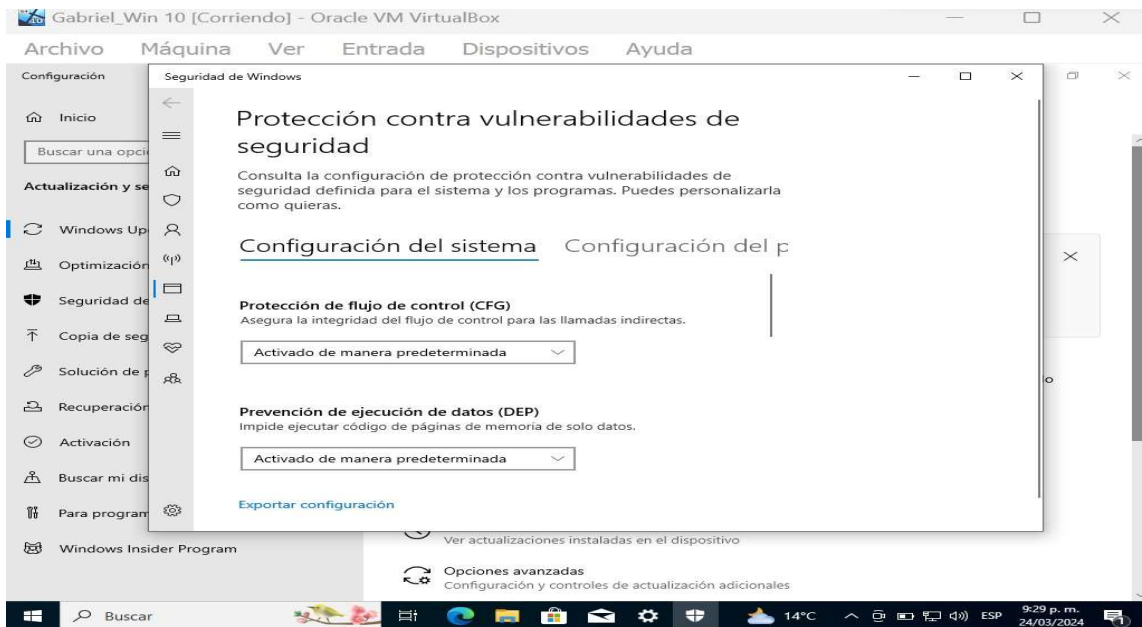 Gabriel_Win 10 [Corriendo] - Oracle VM VirtualBox
Archivo Máquina Ver Entrada Dispositivos Ayuda
Configuración
Seguridad de Windows
Inicio
Buscar una opci
Actualización y se
Windows Up
Optimización
Seguridad de
Copia de seg
Solución de p
Recuperación
Activación
Buscar mi dis
Para program
Windows Insider Program
Protección contra vulnerabilidades de
seguridad
Consulta la configuración de protección contra vulnerabilidades de
seguridad definida para el sistema y los programas. Puedes personalizarla
como quieras.
Configuración del sistema Configuración del p
Protección de flujo de control (CFG)
Asegura la integridad del flujo de control para las llamadas indirectas.
Activado de manera predeterminada
Prevención de ejecución de datos (DEP)
Impide ejecutar código de páginas de memoria de solo datos.
Activado de manera predeterminada
Exportar configuración
o
Ver actualizaciones instaladas en el dispositivo
Opciones avanzadas
Configuración y controles de actualización adicionales
Buscar
14°C
ESP
9:29 p. m.
24/03/2024
1